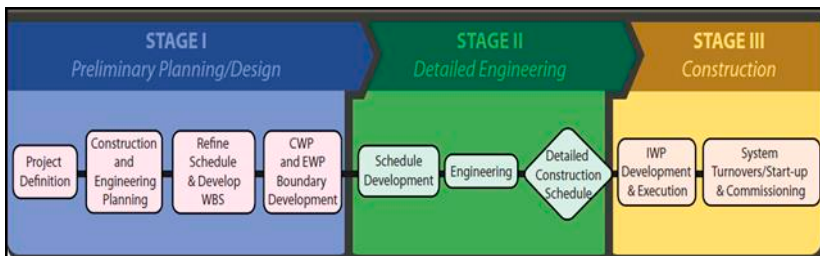 STAGE I
Preliminary Planning/Design
STAGE II
Detailed Engineering
STAGE III
Construction
Project
Definition
Construction
and
Engineering
Planning
Refine
Schedule
& Develop
WBS
CWP
and EWP
Boundary
Development
Schedule
Development
Engineering
Detailed
Construction
Schedule
IWP
Development
& Execution
System
Turnovers/Start-up
& Commissioning